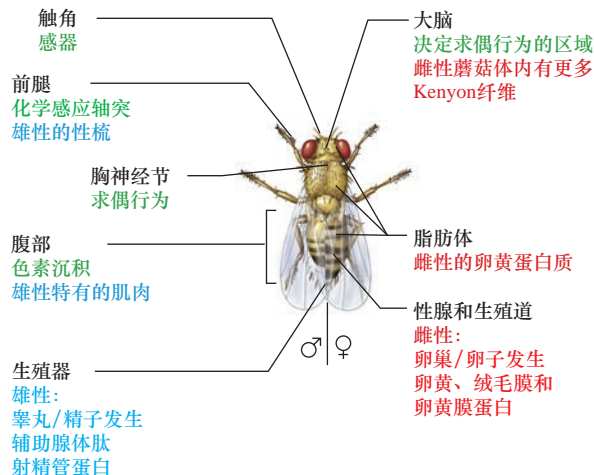 触角
感器
前腿
化学感应轴突
雄性的性梳
胸神经节
求偶行为
腹部
色素沉积
雄性特有的肌肉
生殖器
雄性：
睾丸/精子发生
辅助腺体肽
射精管蛋白
♂ ♀
大脑
决定求偶行为的区域
雌性蘑菇体内有更多
Kenyon纤维
脂肪体
雌性的卵黄蛋白质
性腺和生殖道
雌性：
卵巢/卵子发生
卵黄、绒毛膜和
卵黄膜蛋白